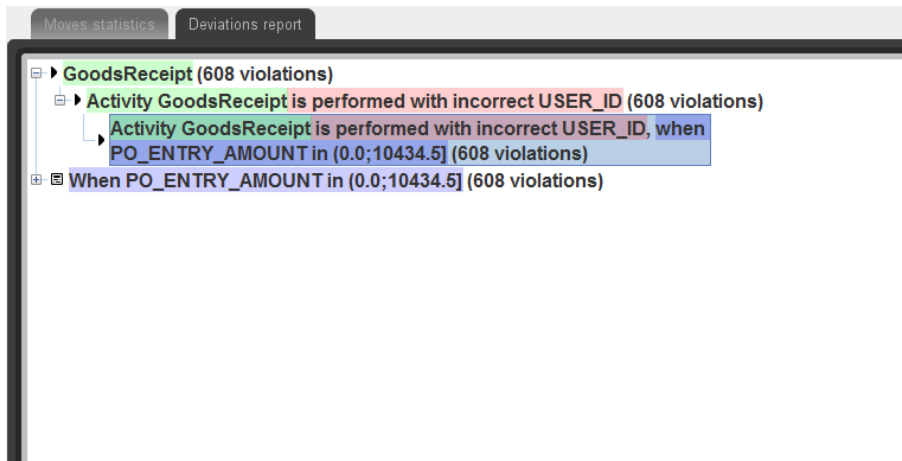 Moves statistics Deviations report
GoodsReceipt (608 violations)
Activity GoodsReceipt is performed with incorrect USER_ID (608 violations)
Activity GoodsReceipt is performed with incorrect USER_ID, when
PO_ENTRY_AMOUNT in (0.0;10434.5] (608 violations)
When PO_ENTRY_AMOUNT in (0.0;10434.5] (608 violations)